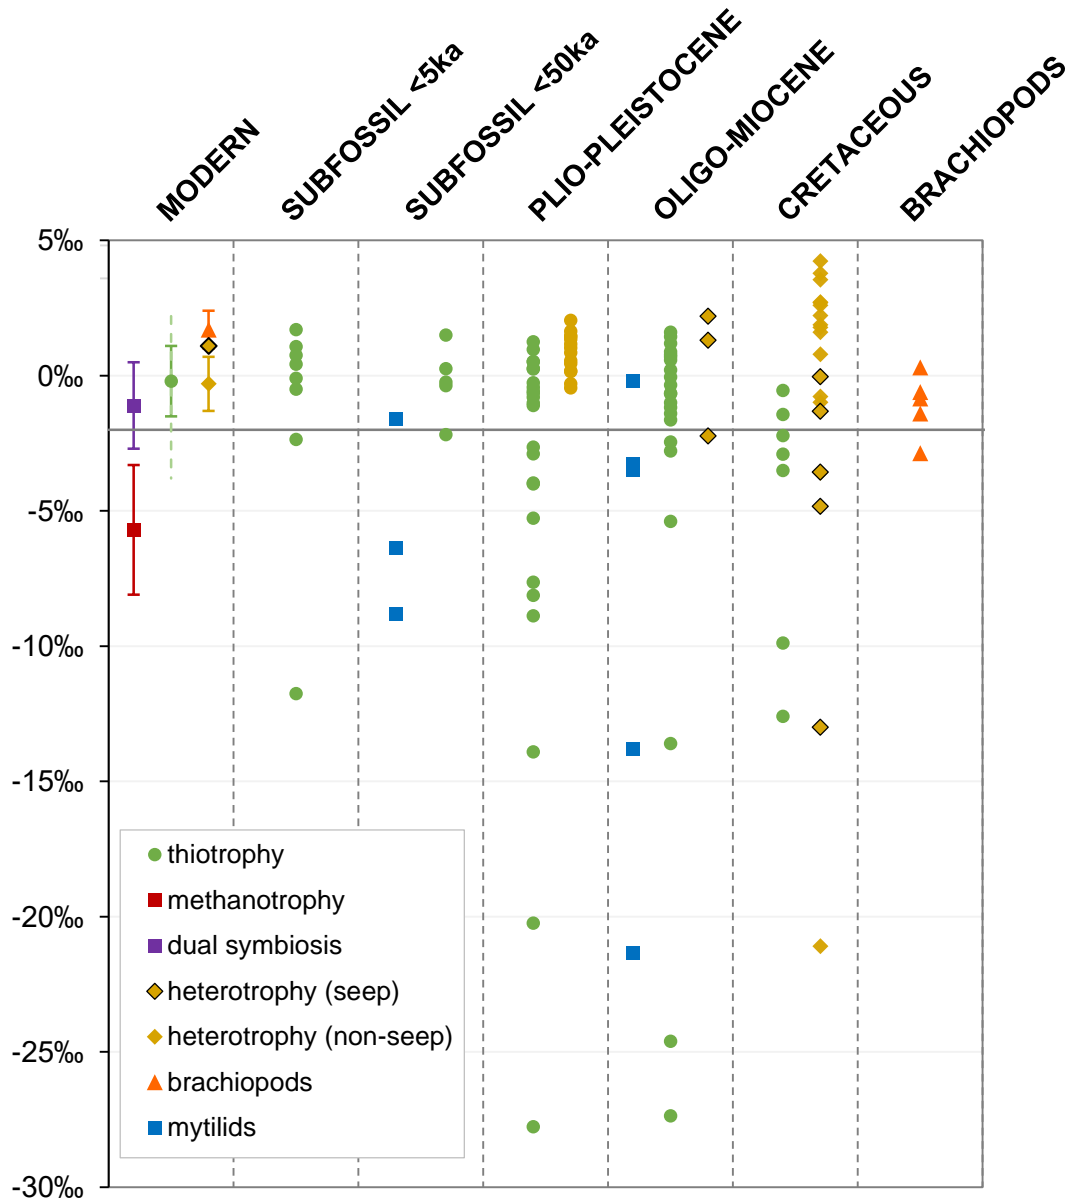 MODERN
SUBFOSSIL <5ka
SUBFOSSIL <50ka
PLIO-PLEISTOCENE
OLIGO-MIOCENE
CRETACEOUS
BRACHIOPODS
5‰
0‰
-5‰
-10‰
-15‰
-20‰
-25‰
-30‰
thiotrophy
methanotrophy
dual symbiosis
heterotrophy (seep)
heterotrophy (non-seep)
brachiopods
mytilids